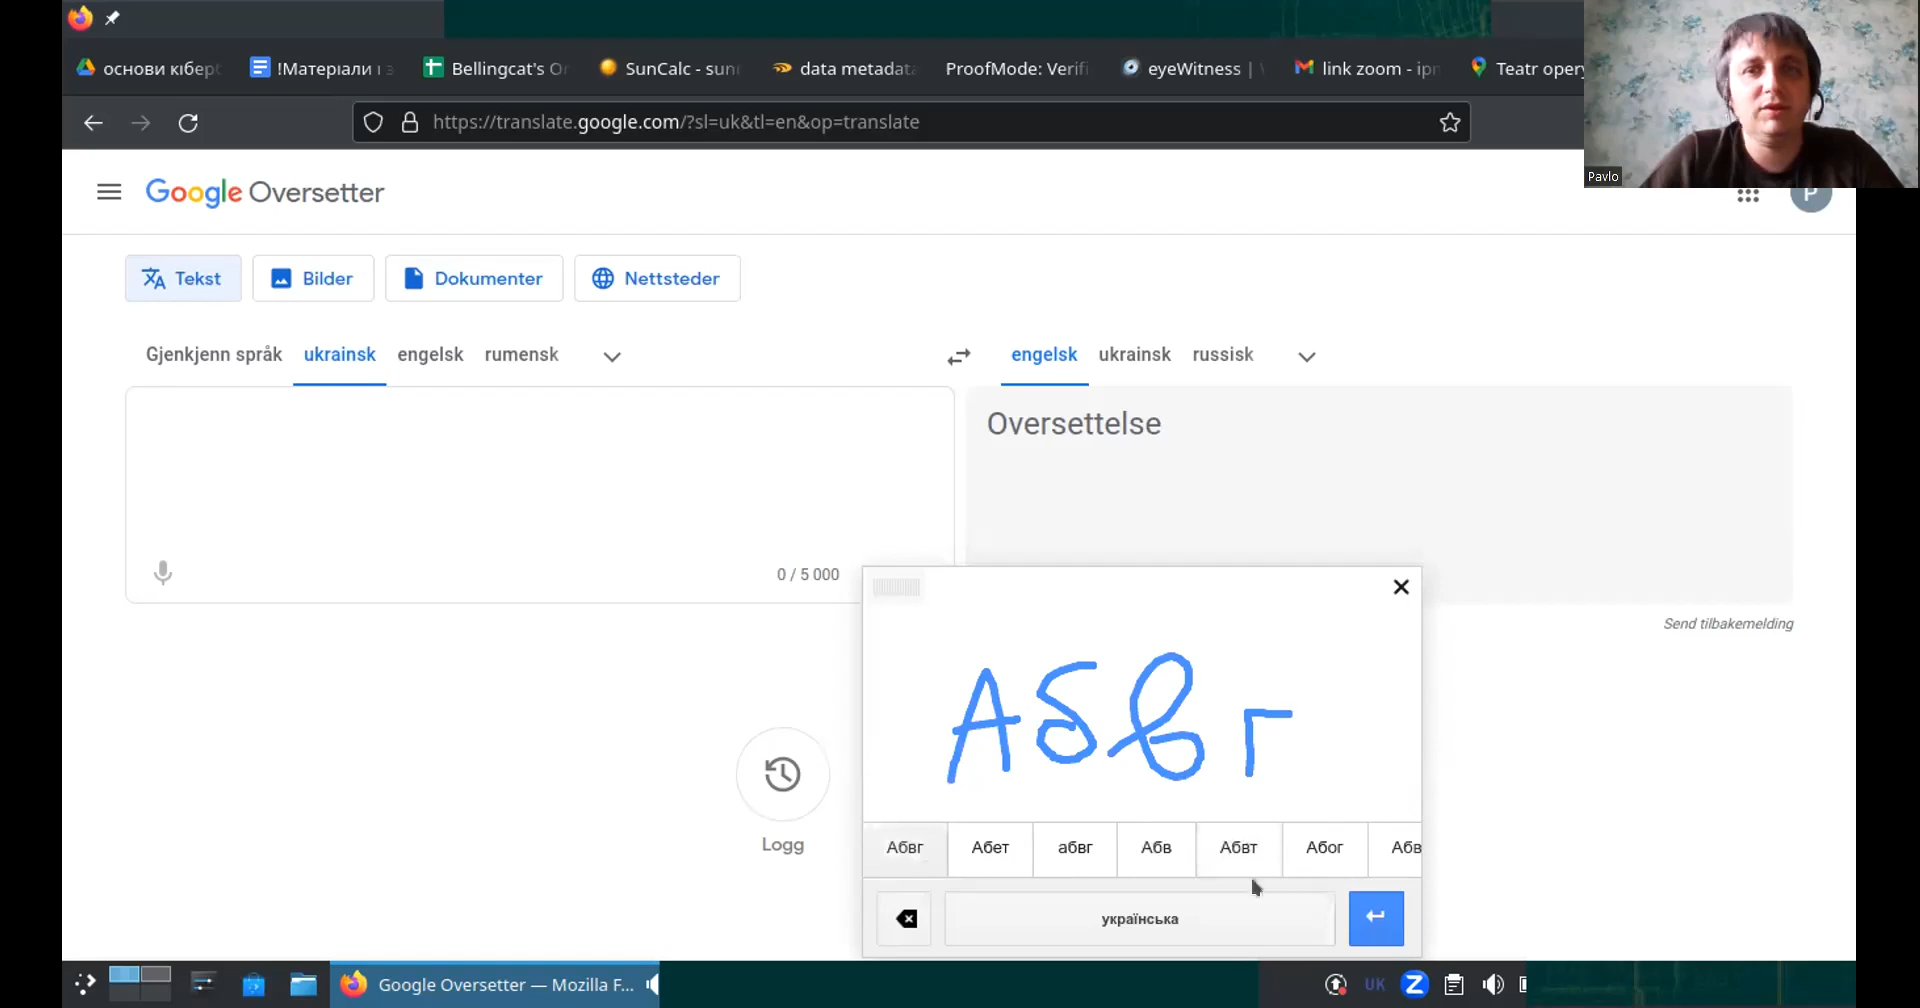 основи кіберt
!Матеріали і з
Bellingcat's Or
SunCalc - sun
data metadata
ProofMode: Verifi
eyeWitness |
link zoom - ipr
Teatr opery
https://translate.google.com/?sl=uk&tl=en&op=translate
Pavlo
Google Oversetter
P
Tekst
Bilder
Dokumenter
Nettsteder
Gjenkjenn språk
ukrainsk
engelsk
rumensk
engelsk
ukrainsk
russisk
Oversettelse
0 / 5 000
Send tilbakemelding
Абвг
Logg
Абвг
Абет
абвг
Абв
Абвт
Абог
Абв
українська
Google Oversetter — Mozilla F...
UK
Z